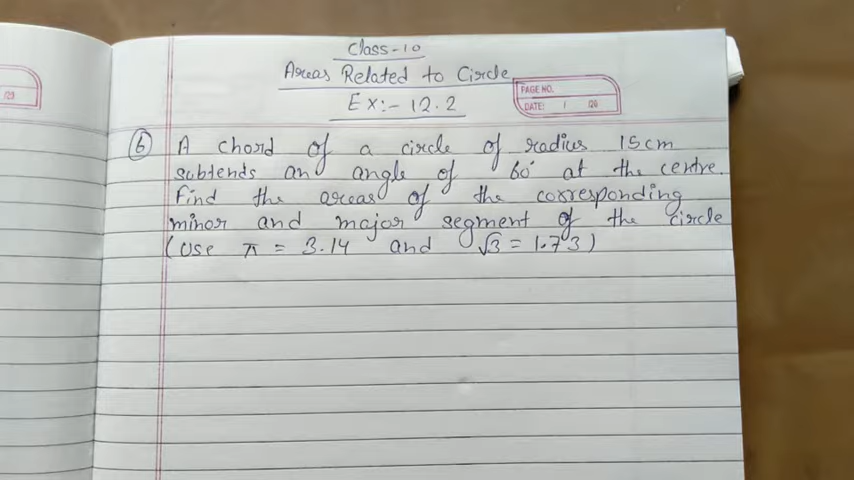 Class-10
Areas Related to Circle
Ex:- 12.2
PAGE NO.
DATE: / /20
/20
6 A chord of a circle of radius 15cm
subtends an angle of 60° at the centre.
Find the areas of the corresponding
minor and major segment of the circle
(Use π = 3.14 and √3 = 1.73)